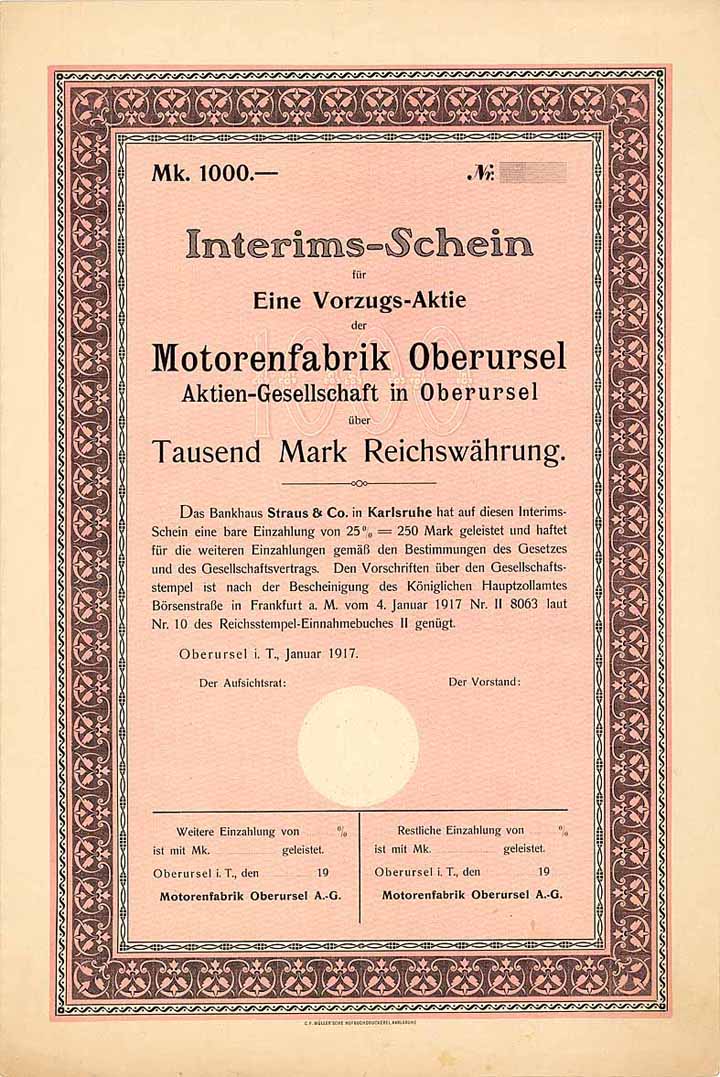 Mk. 1000.— Nr.
Interims-Schein
für
Eine Vorzugs-Aktie
der
Motorenfabrik Oberursel
Aktien-Gesellschaft in Oberursel
über
Tausend Mark Reichswährung.
1000
Das Bankhaus Straus & Co. in Karlsruhe hat auf diesen Interims-
Schein eine bare Einzahlung von 25% = 250 Mark geleistet und haftet
für die weiteren Einzahlungen gemäß den Bestimmungen des Gesetzes
und des Gesellschaftsvertrags. Den Vorschriften über den Gesellschafts-
stempel ist nach der Bescheinigung des Königlichen Hauptzollamtes
Börsenstraße in Frankfurt a. M. vom 4. Januar 1917 Nr. II 8063 laut
Nr. 10 des Reichsstempel-Einnahmebuches II genügt.
Oberursel i. T., Januar 1917.
Der Aufsichtsrat: Der Vorstand:
Weitere Einzahlung von %
ist mit Mk. geleistet.
Oberursel i. T., den 19
Motorenfabrik Oberursel A.-G.
Restliche Einzahlung von %
ist mit Mk. geleistet.
Oberursel i. T., den 19
Motorenfabrik Oberursel A.-G.
C. F. MÜLLER'SCHE HOFBUCHDRUCKEREI, KARLSRUHE